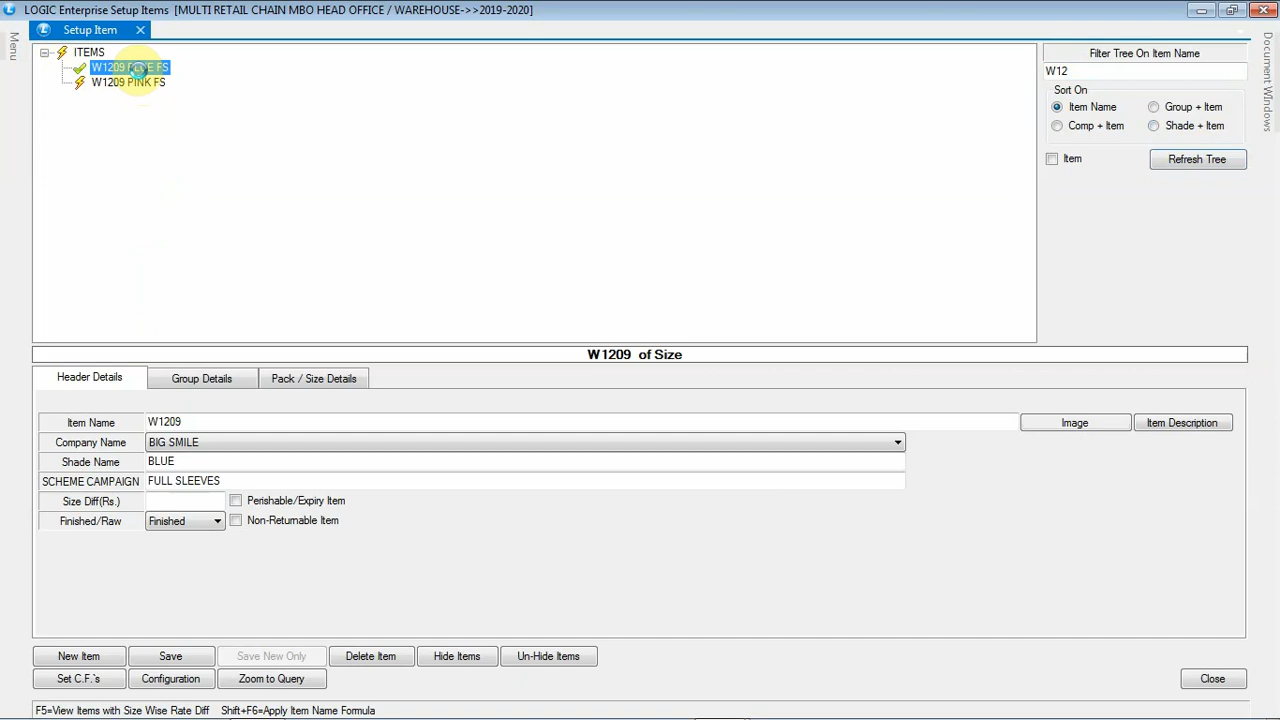 LOGIC Enterprise Setup Items [MULTI RETAIL CHAIN MBO HEAD OFFICE / WAREHOUSE->>2019-2020]
Menu
Setup Item
Document WIndows
ITEMS
W1209 BLUE FS
W1209 PINK FS
Filter Tree On Item Name
W12
Sort On
Item Name
Group + Item
Comp + Item
Shade + Item
Item
Refresh Tree
W1209 of Size
Header Details
Group Details
Pack / Size Details
Item Name W1209 Image Item Description
Company Name BIG SMILE
Shade Name BLUE
SCHEME CAMPAIGN FULL SLEEVES
Size Diff(Rs.) Perishable/Expiry Item
Finished/Raw Finished Non-Returnable Item
New Item Save Save New Only Delete Item Hide Items Un-Hide Items
Set C.F.'s Configuration Zoom to Query Close
F5=View Items with Size Wise Rate Diff Shift+F6=Apply Item Name Formula